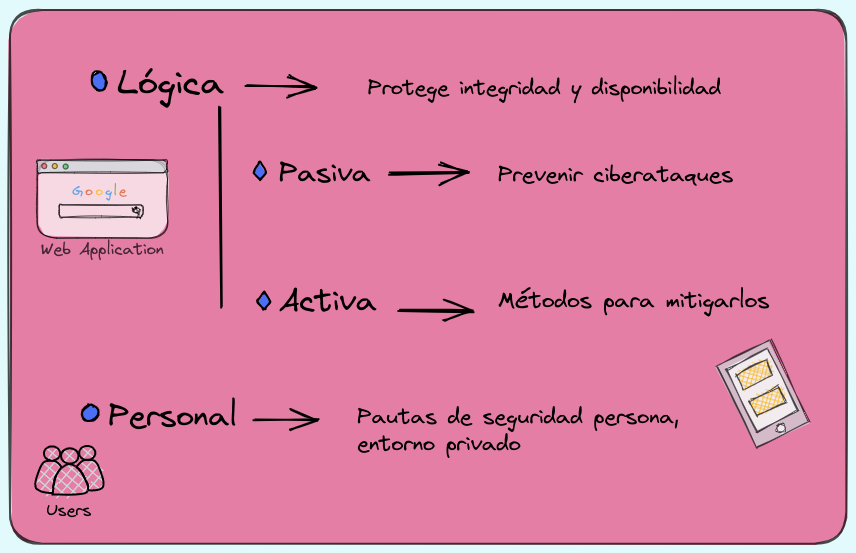 Lógica
Protege integridad y disponibilidad
Pasiva
Prevenir ciberataques
Google
Web Application
Activa
Métodos para mitigarlos
Personal
Pautas de seguridad persona,
entorno privado
Users